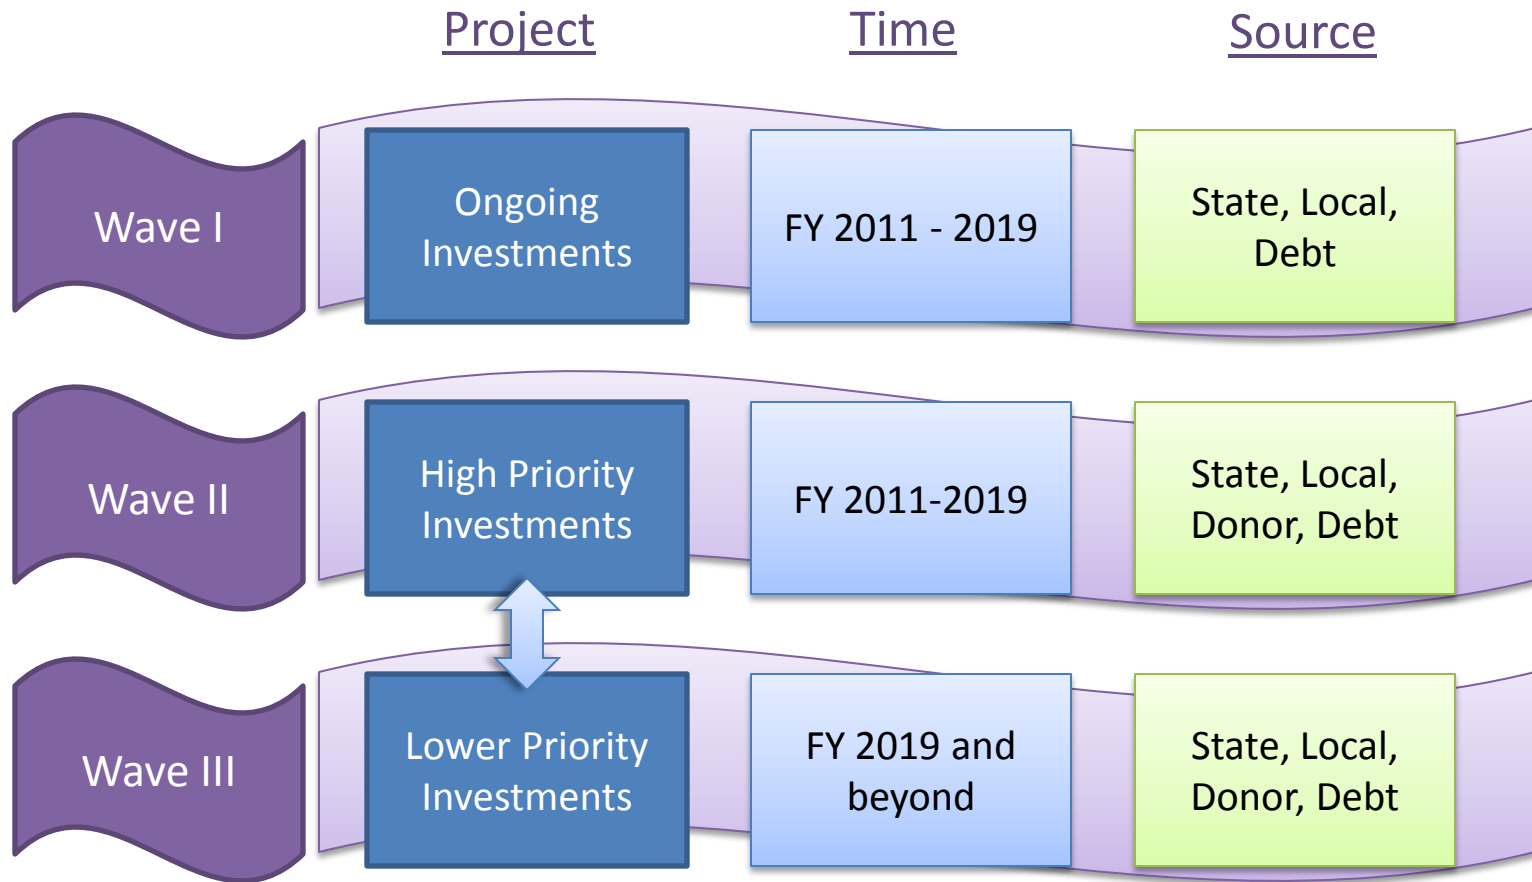 Project
Time
Source
Wave I
Ongoing
Investments
FY 2011 - 2019
State, Local,
Debt
Wave II
High Priority
Investments
FY 2011-2019
State, Local,
Donor, Debt
Wave III
Lower Priority
Investments
FY 2019 and
beyond
State, Local,
Donor, Debt